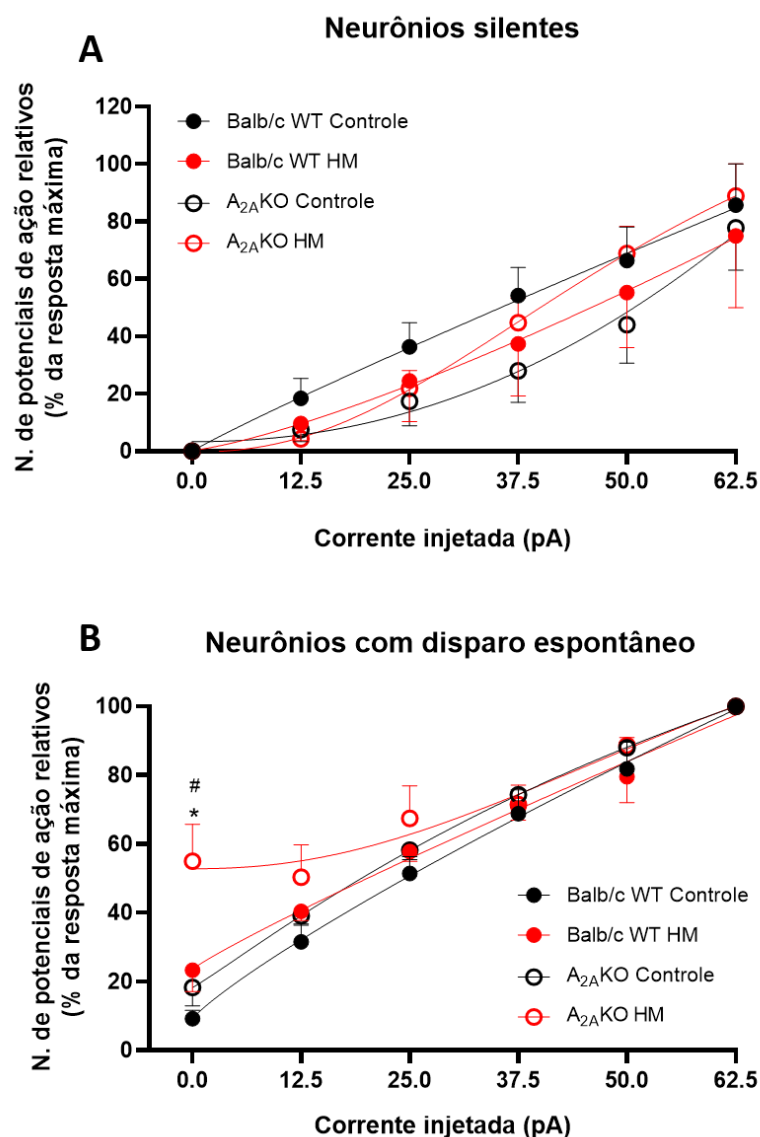 A
Neurônios silentes
N. de potenciais de ação relativos
(% da resposta máxima)
120
100
80
60
40
20
0
Balb/c WT Controle
Balb/c WT HM
A2AKO Controle
A2AKO HM
0.0 12.5 25.0 37.5 50.0 62.5
Corrente injetada (pA)
B
Neurônios com disparo espontâneo
N. de potenciais de ação relativos
(% da resposta máxima)
100
80
60
40
20
0
#
*
Balb/c WT Controle
Balb/c WT HM
A2AKO Controle
A2AKO HM
0.0 12.5 25.0 37.5 50.0 62.5
Corrente injetada (pA)